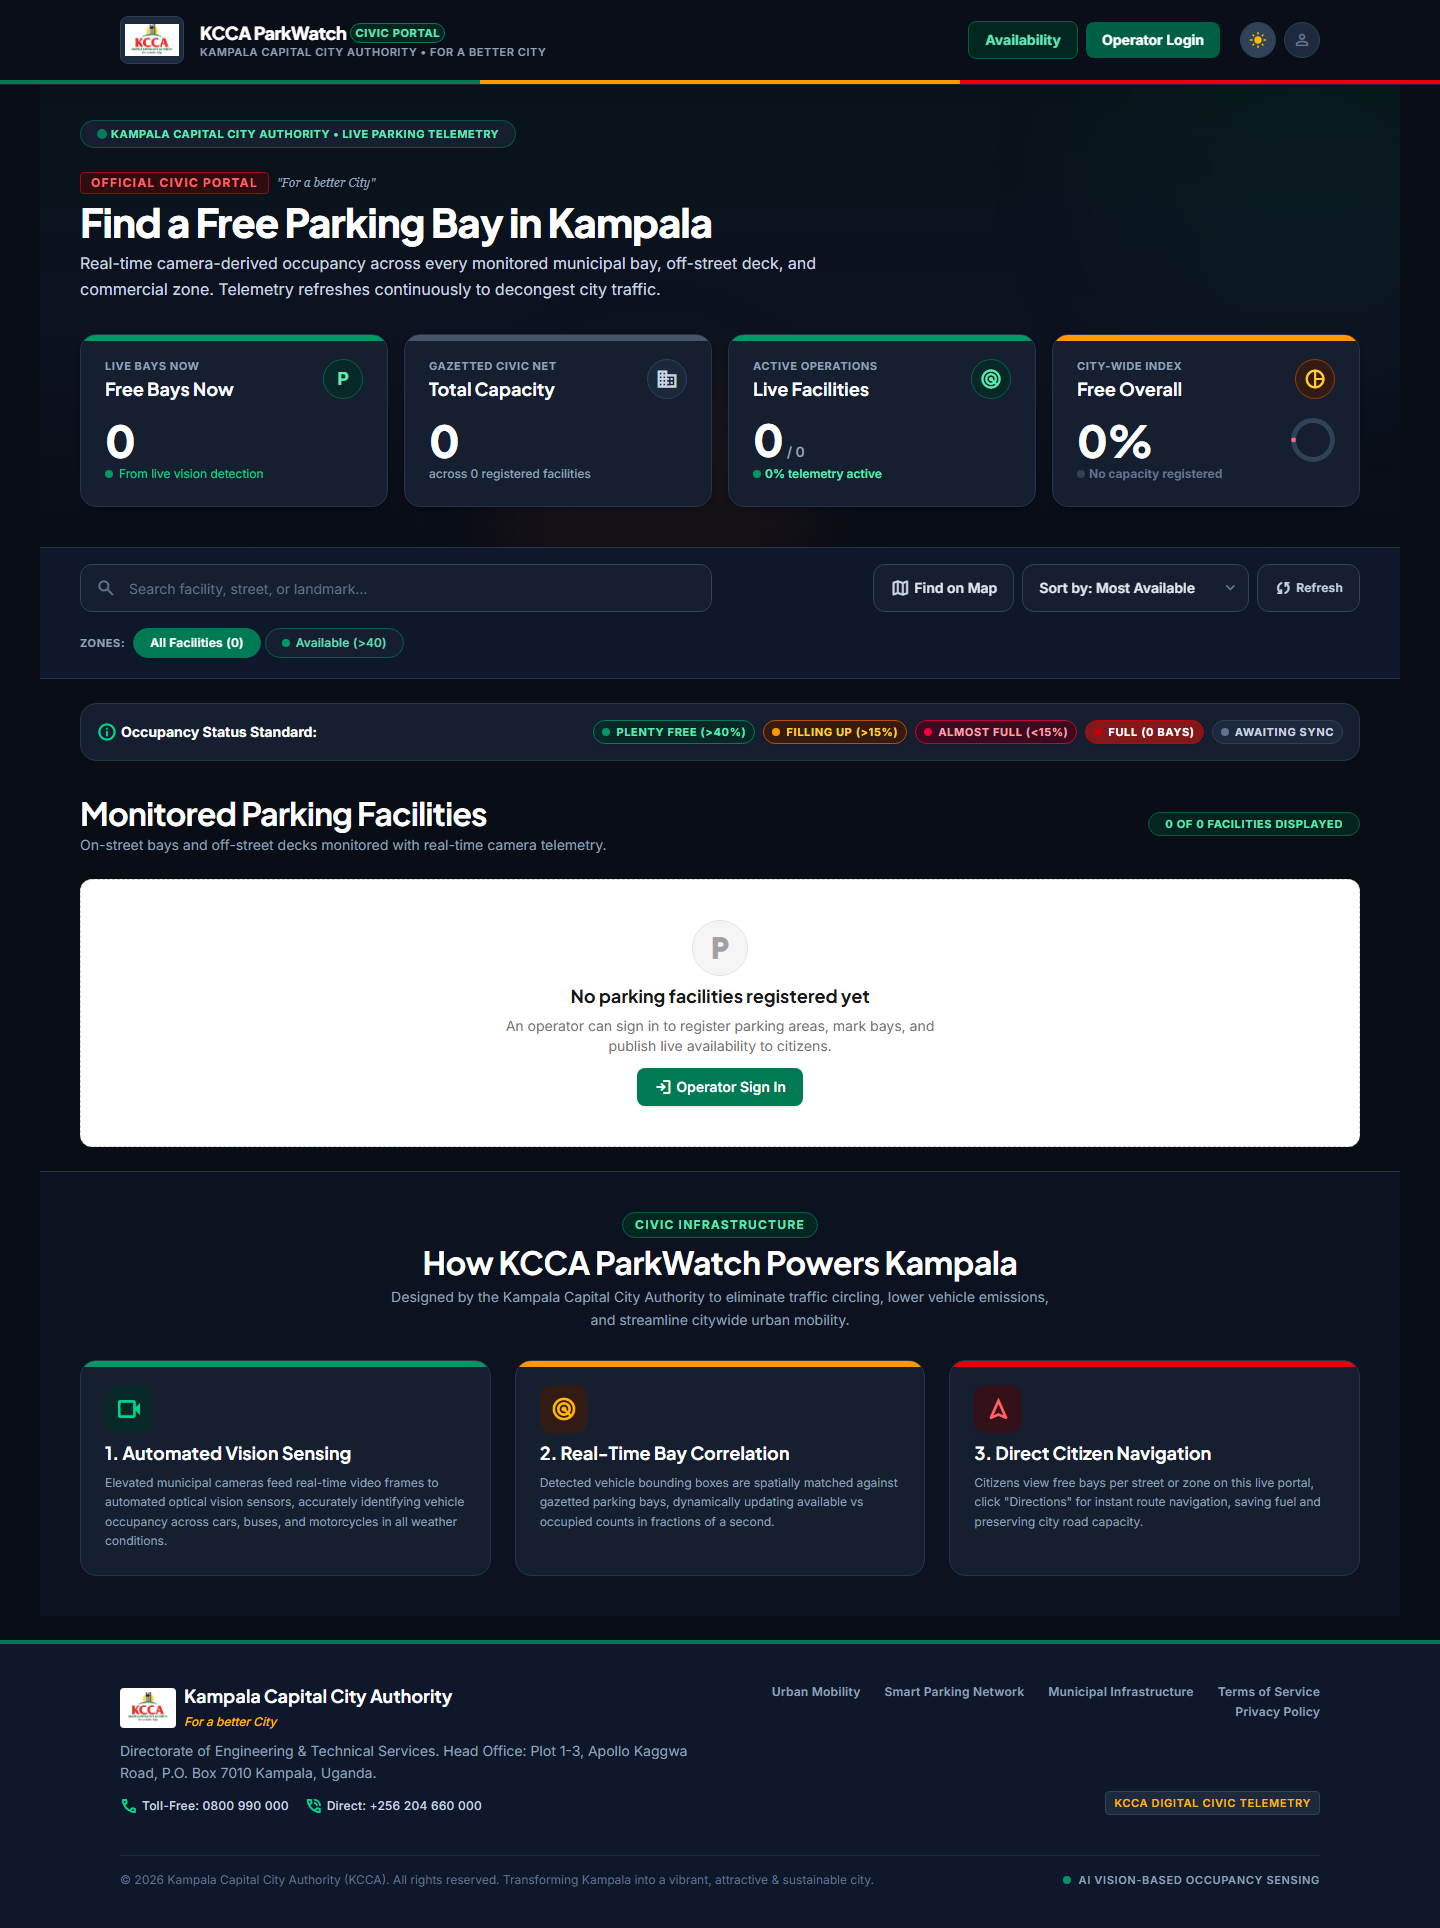 KCCA
KCCA ParkWatch CIVIC PORTAL
KAMPALA CAPITAL CITY AUTHORITY • FOR A BETTER CITY
Availability
Operator Login
KAMPALA CAPITAL CITY AUTHORITY • LIVE PARKING TELEMETRY
OFFICIAL CIVIC PORTAL "For a better City"
Find a Free Parking Bay in Kampala
Real-time camera-derived occupancy across every monitored municipal bay, off-street deck, and
commercial zone. Telemetry refreshes continuously to decongest city traffic.
LIVE BAYS NOW
Free Bays Now
P
0
From live vision detection
GAZETTED CIVIC NET
Total Capacity
0
across 0 registered facilities
ACTIVE OPERATIONS
Live Facilities
0 / 0
0% telemetry active
CITY-WIDE INDEX
Free Overall
0%
No capacity registered
Search facility, street, or landmark...
Find on Map
Sort by: Most Available
Refresh
ZONES:
All Facilities (0)
Available (>40)
Occupancy Status Standard:
PLENTY FREE (>40%)
FILLING UP (>15%)
ALMOST FULL (<15%)
FULL (0 BAYS)
AWAITING SYNC
Monitored Parking Facilities
On-street bays and off-street decks monitored with real-time camera telemetry.
0 OF 0 FACILITIES DISPLAYED
P
No parking facilities registered yet
An operator can sign in to register parking areas, mark bays, and
publish live availability to citizens.
Operator Sign In
CIVIC INFRASTRUCTURE
How KCCA ParkWatch Powers Kampala
Designed by the Kampala Capital City Authority to eliminate traffic circling, lower vehicle emissions,
and streamline citywide urban mobility.
1. Automated Vision Sensing
Elevated municipal cameras feed real-time video frames to
automated optical vision sensors, accurately identifying vehicle
occupancy across cars, buses, and motorcycles in all weather
conditions.
2. Real-Time Bay Correlation
Detected vehicle bounding boxes are spatially matched against
gazetted parking bays, dynamically updating available vs
occupied counts in fractions of a second.
3. Direct Citizen Navigation
Citizens view free bays per street or zone on this live portal,
click "Directions" for instant route navigation, saving fuel and
preserving city road capacity.
KCCA
Kampala Capital City Authority
For a better City
Directorate of Engineering & Technical Services. Head Office: Plot 1-3, Apollo Kaggwa
Road, P.O. Box 7010 Kampala, Uganda.
Toll-Free: 0800 990 000
Direct: +256 204 660 000
Urban Mobility
Smart Parking Network
Municipal Infrastructure
Terms of Service
Privacy Policy
KCCA DIGITAL CIVIC TELEMETRY
© 2026 Kampala Capital City Authority (KCCA). All rights reserved. Transforming Kampala into a vibrant, attractive & sustainable city.
AI VISION-BASED OCCUPANCY SENSING